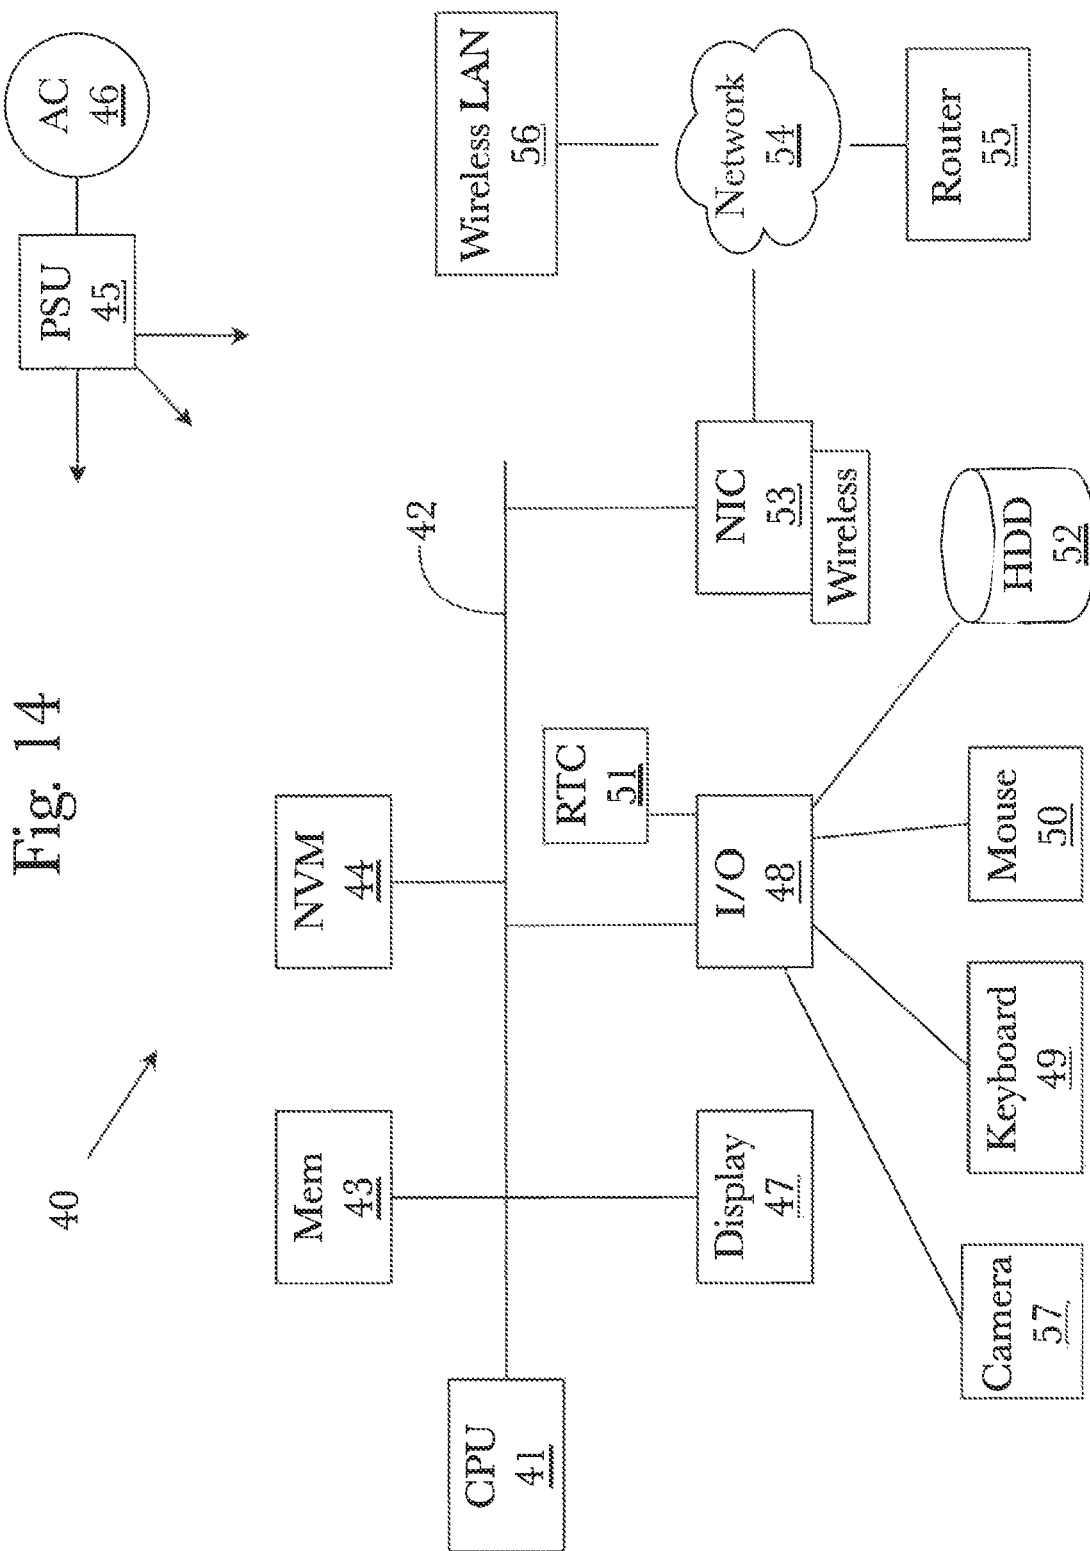 Fig. 14
40
AC
46
PSU
45
CPU
41
Mem
43
NVM
44
42
Display
47
I/O
48
RTC
51
NIC
53
Wireless
Network
54
Wireless LAN
56
Router
55
Camera
57
Keyboard
49
Mouse
50
HDD
52